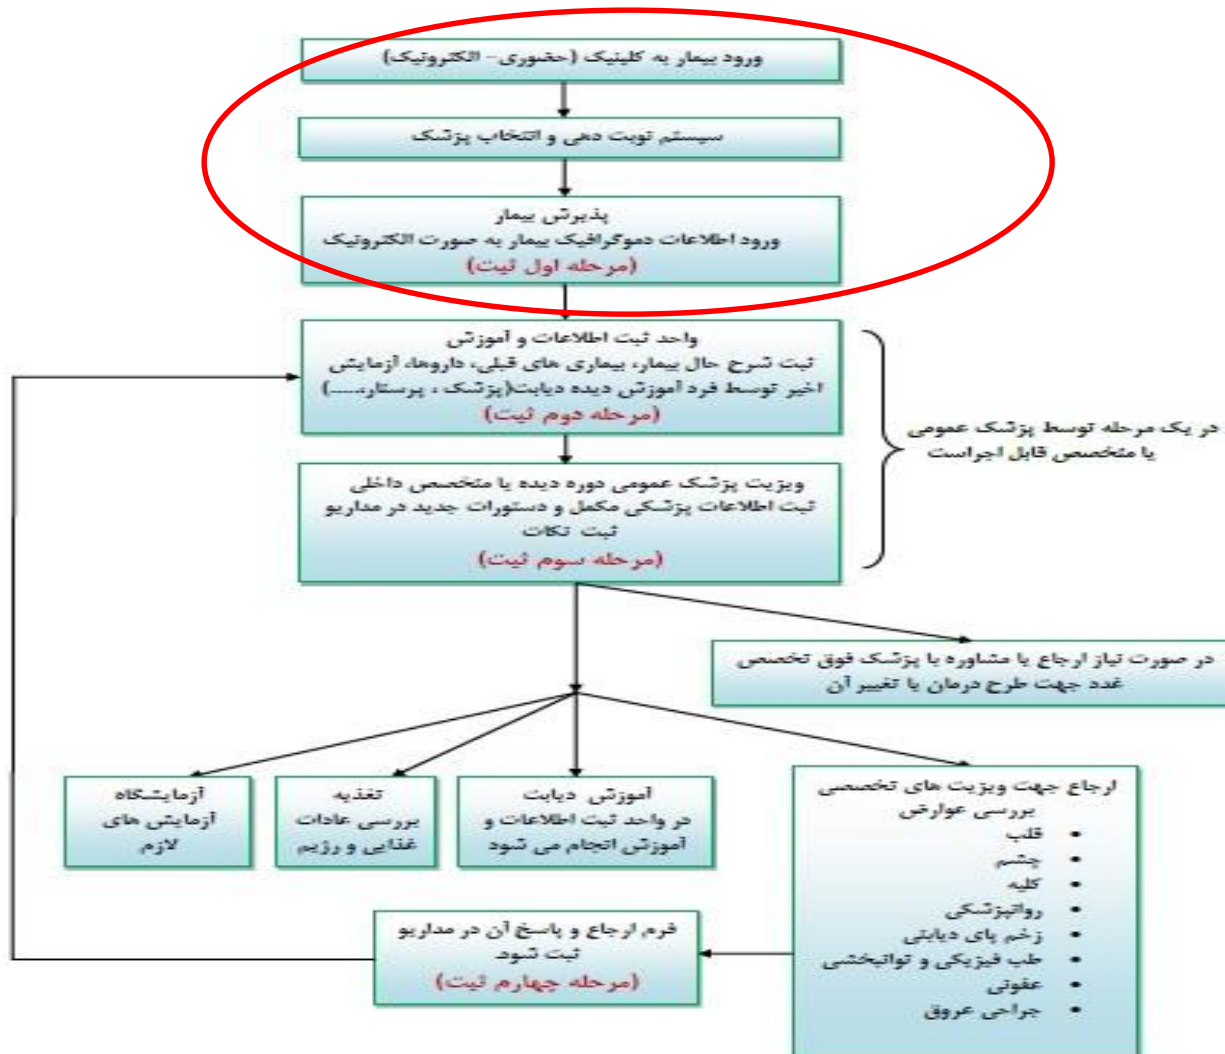 ورود بیمار به کلینیک (حضوری- الکترونیک)
سیستم نوبت دهی و انتخاب پزشک
پذیرش بیمار
ورود اطلاعات دموگرافیک بیمار به صورت الکترونیک
(مرحله اول ثبت)
واحد ثبت اطلاعات و آموزش
ثبت شرح حال بیمار، بیماری های قبلی، داروها، آزمایش
اخیر توسط فرد آموزش دیده دیابت(پزشک ، پرستار،.....)
(مرحله دوم ثبت)
در یک مرحله توسط پزشک عمومی
یا متخصص قابل اجراست
ویزیت پزشک عمومی دوره دیده یا متخصص داخلی
ثبت اطلاعات پزشکی مکمل و دستورات جدید در مداریو
ثبت نکات
(مرحله سوم ثبت)
در صورت نیاز ارجاع یا مشاوره با پزشک فوق تخصص
غدد جهت طرح درمان یا تغییر آن
ارجاع جهت ویزیت های تخصصی
بررسی عوارض
• قلب
• چشم
• کلیه
• روانپزشکی
• زخم پای دیابتی
• طب فیزیکی و توانبخشی
• عفونی
• جراحی عروق
آموزش دیابت
در واحد ثبت اطلاعات و
آموزش انجام می شود
تغذیه
بررسی عادات
غذایی و رژیم
آزمایشگاه
آزمایش های
لازم
فرم ارجاع و پاسخ آن در مداریو
ثبت شود.
(مرحله چهارم ثبت)